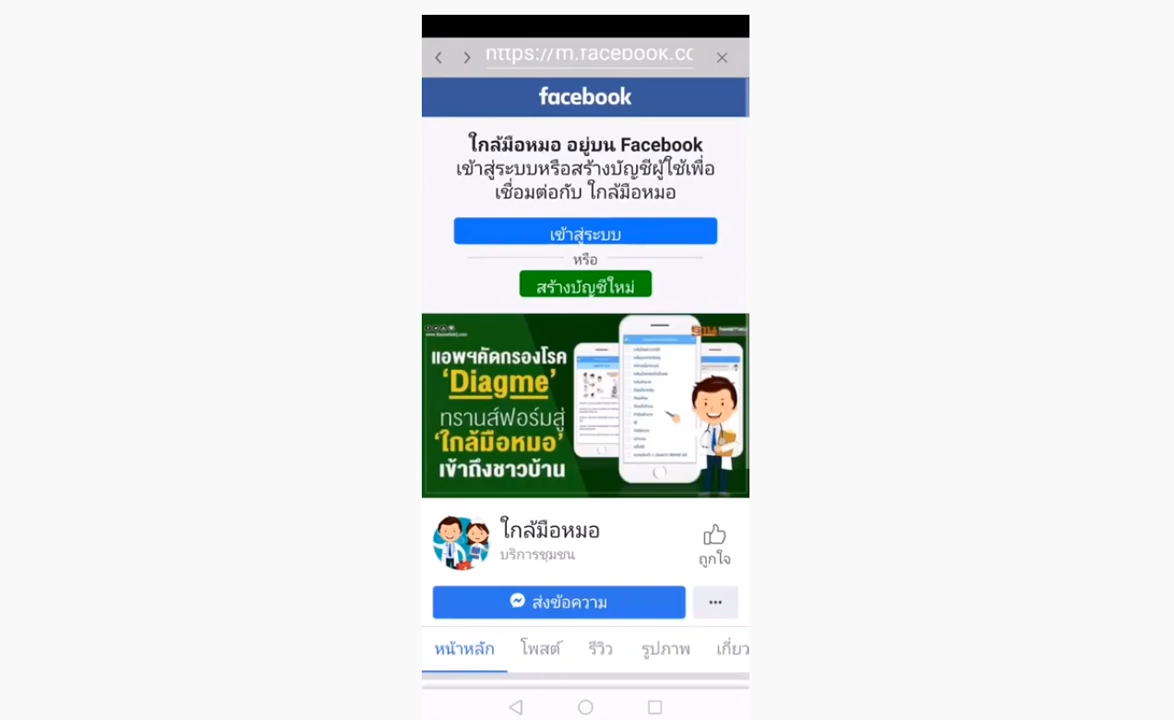 https://m.facebook.co
facebook
ใกล้มือหมอ อยู่บน Facebook
เข้าสู่ระบบหรือสร้างบัญชีผู้ใช้เพื่อ
เชื่อมต่อกับ ใกล้มือหมอ
เข้าสู่ระบบ
หรือ
สร้างบัญชีใหม่
แอพฯคัดกรองโรค
‘Diagme’
ทรานส์ฟอร์มสู่
‘ใกล้มือหมอ’
เข้าถึงชาวบ้าน
ใกล้มือหมอ
บริการชุมชน
ถูกใจ
ส่งข้อความ
หน้าหลัก โพสต์ รีวิว รูปภาพ เกี่ยว